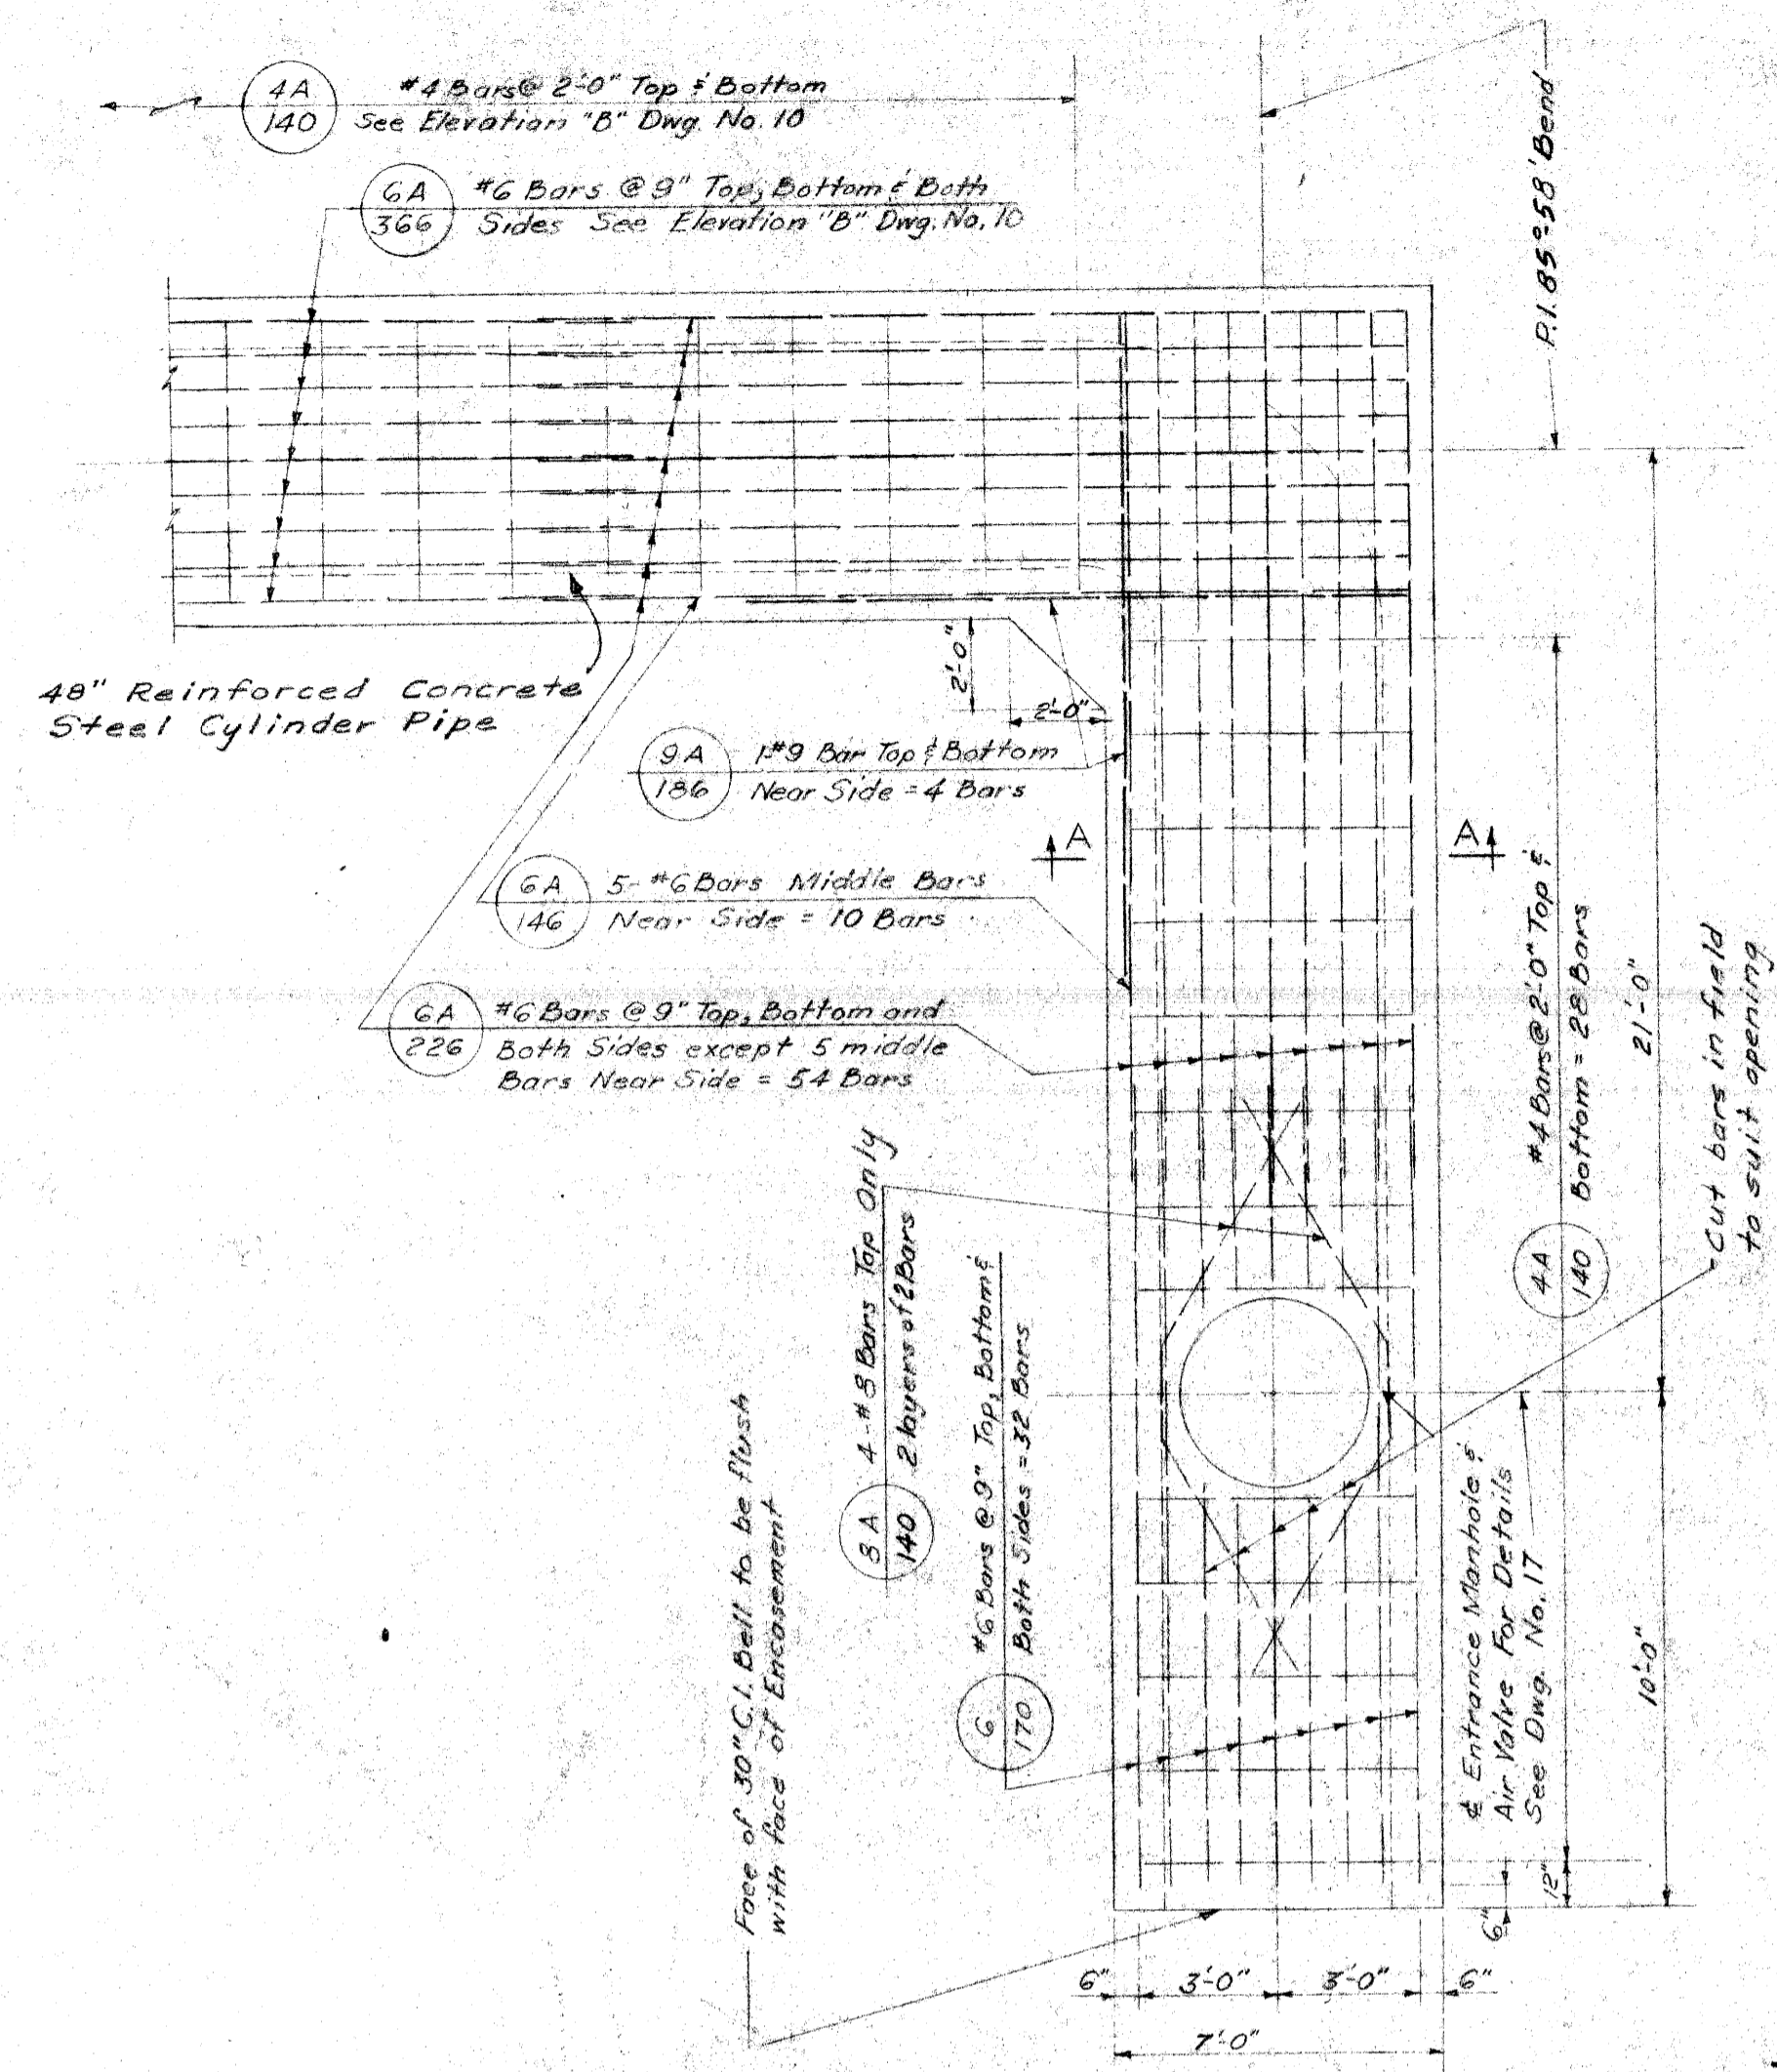 4A
140
#4 Bars @ 2'-0" Top & Bottom
See Elevation "B" Dwg. No. 10
6A
366
#6 Bars @ 9" Top, Bottom & Both
Sides See Elevation "B" Dwg. No. 10
P.I. 85°-58' Bend
48" Reinforced Concrete
Steel Cylinder Pipe
2'-0"
2'-0"
9A
186
1-#9 Bar Top & Bottom
Near Side = 4 Bars
A
A
6A
146
5-#6 Bars Middle Bars
Near Side = 10 Bars
6A
226
#6 Bars @ 9" Top, Bottom and
Both Sides except 5 middle
Bars Near Side = 54 Bars
4A
140
#4 Bars @ 2'-0" Top &
Bottom = 28 Bars
21'-0"
Cut bars in field
to suit opening
8A
140
4-#8 Bars Top Only
2 layers of 2 Bars
6
170
#6 Bars @ 9" Top, Bottom &
Both Sides = 32 Bars
Face of 30" C.I. Bell to be flush
with face of Encasement
℄ Entrance Manhole &
Air Valve For Details
See Dwg. No. 17
10'-0"
12"
6"
6"
3'-0"
3'-0"
6"
7'-0"